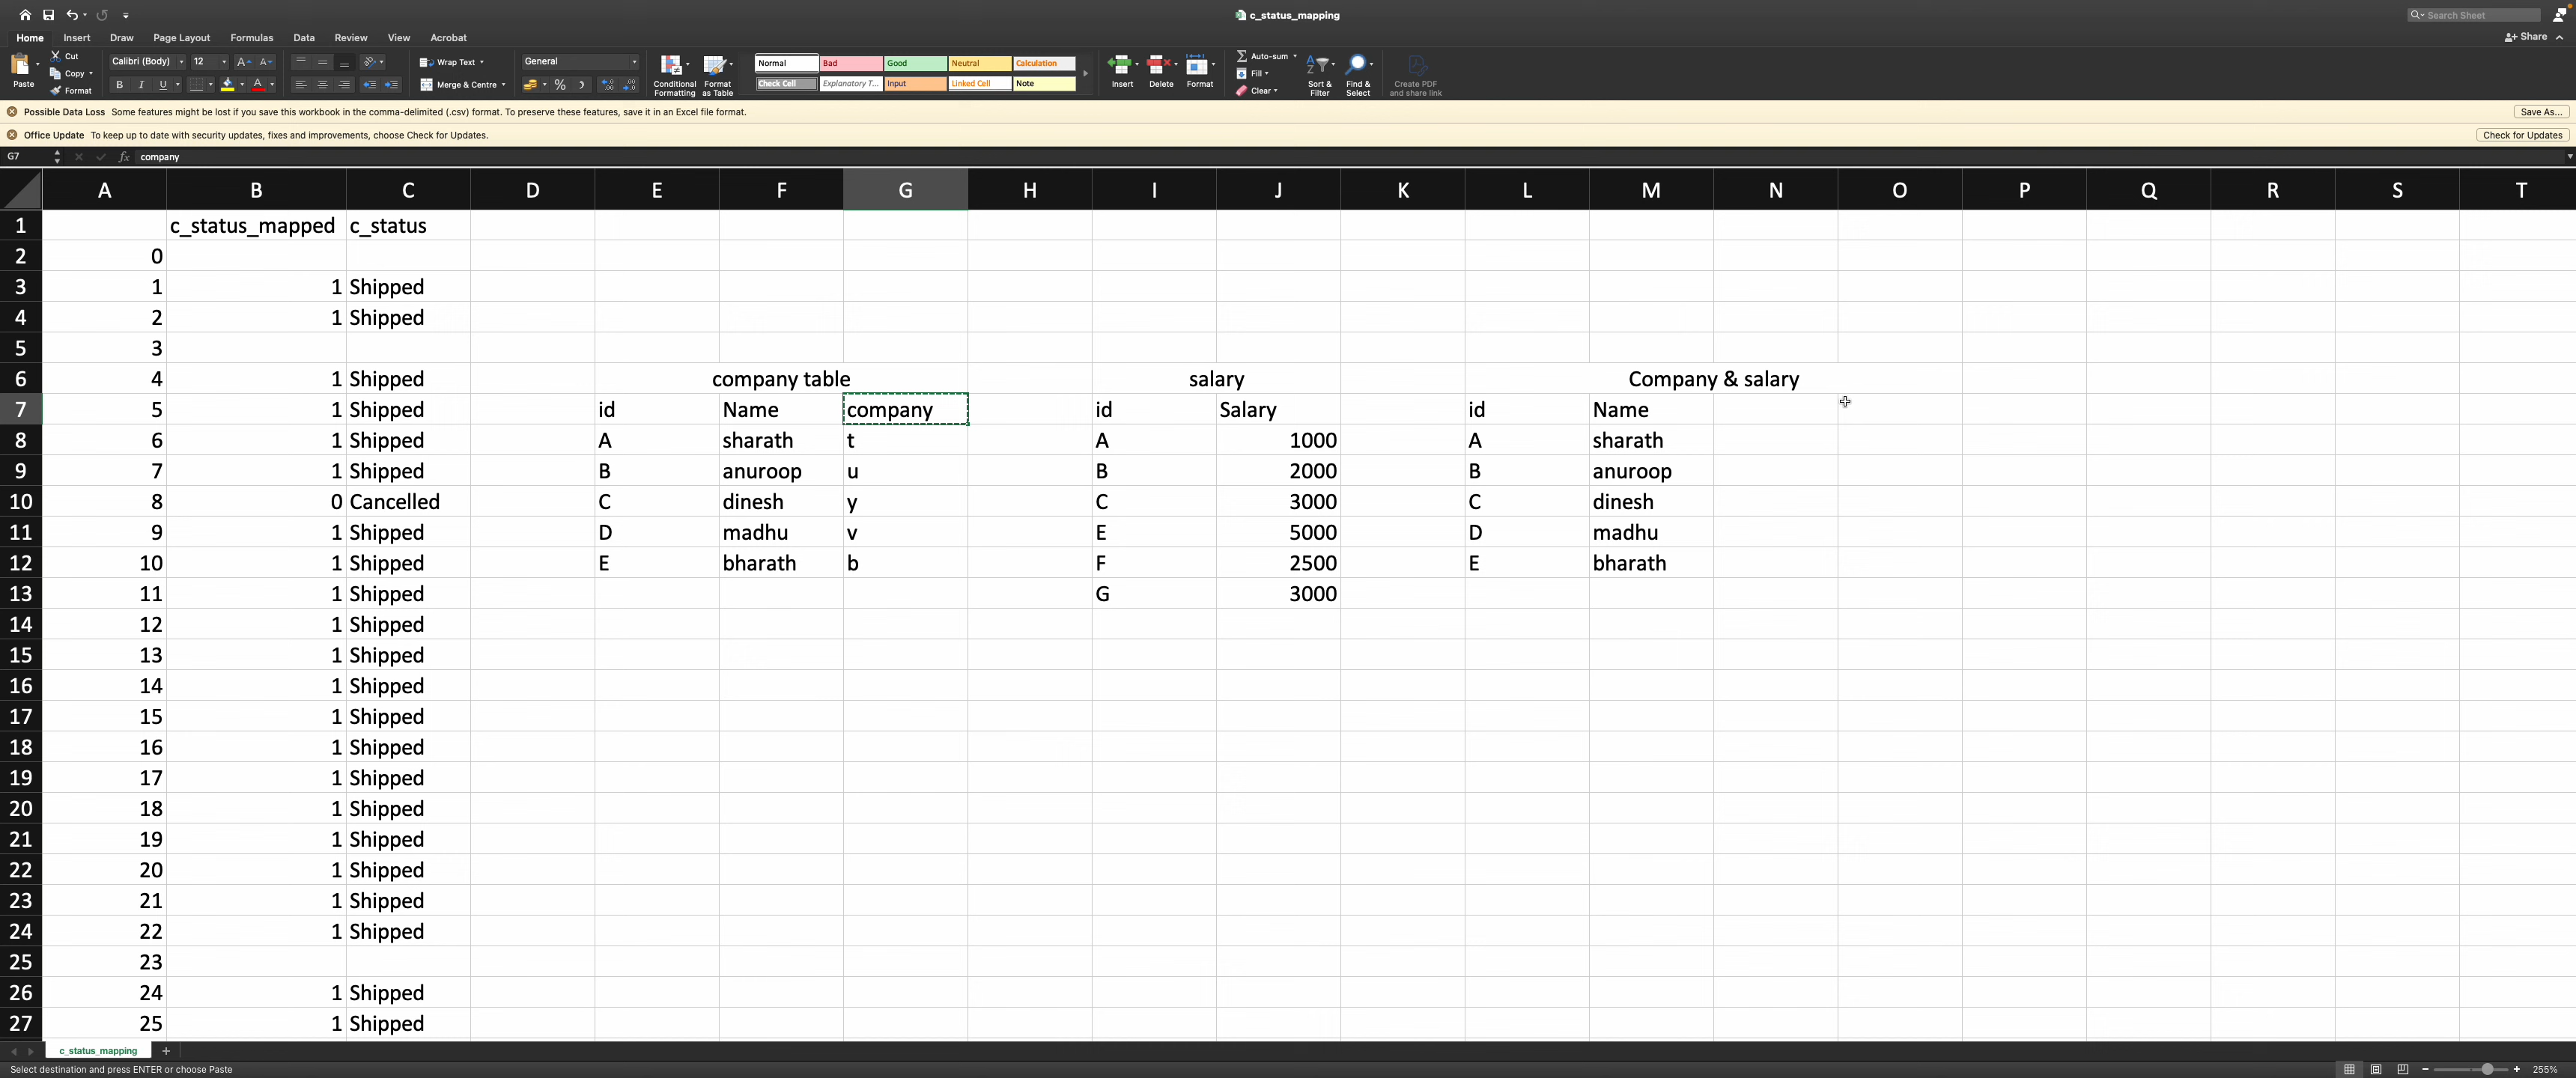 c_status_mapping
Search Sheet
Home Insert Draw Page Layout Formulas Data Review View Acrobat
Share
Paste
Cut
Copy
Format
Calibri (Body) 12
B I U
Wrap Text
Merge & Centre
General
Conditional Formatting
Format as Table
Normal Bad Good Neutral Calculation
Check Cell Explanatory T... Input Linked Cell Note
Insert Delete Format
Auto-sum
Fill
Clear
Sort & Filter
Find & Select
Create PDF and share link
Possible Data Loss Some features might be lost if you save this workbook in the comma-delimited (.csv) format. To preserve these features, save it in an Excel file format. Save As...
Office Update To keep up to date with security updates, fixes and improvements, choose Check for Updates. Check for Updates
G7 fx company
A B C D E F G H I J K L M N O P Q R S T
1 c_status_mapped c_status
2 0
3 1 1 Shipped
4 2 1 Shipped
5 3
6 4 1 Shipped company table salary Company & salary
7 5 1 Shipped id Name company id Salary id Name
8 6 1 Shipped A sharath t A 1000 A sharath
9 7 1 Shipped B anuroop u B 2000 B anuroop
10 8 0 Cancelled C dinesh y C 3000 C dinesh
11 9 1 Shipped D madhu v E 5000 D madhu
12 10 1 Shipped E bharath b F 2500 E bharath
13 11 1 Shipped G 3000
14 12 1 Shipped
15 13 1 Shipped
16 14 1 Shipped
17 15 1 Shipped
18 16 1 Shipped
19 17 1 Shipped
20 18 1 Shipped
21 19 1 Shipped
22 20 1 Shipped
23 21 1 Shipped
24 22 1 Shipped
25 23
26 24 1 Shipped
27 25 1 Shipped
c_status_mapping +
Select destination and press ENTER or choose Paste 255%